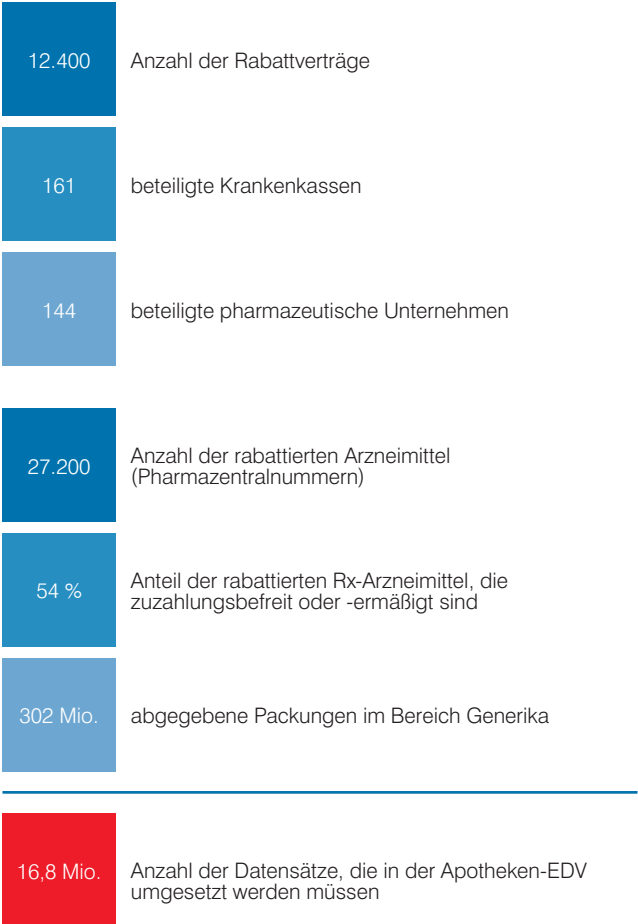 12.400
Anzahl der Rabattverträge
161
beteiligte Krankenkassen
144
beteiligte pharmazeutische Unternehmen
27.200
Anzahl der rabattierten Arzneimittel
(Pharmazentralnummern)
54 %
Anteil der rabattierten Rx-Arzneimittel, die
zuzahlungsbefreit oder -ermäßigt sind
302 Mio.
abgegebene Packungen im Bereich Generika
16,8 Mio.
Anzahl der Datensätze, die in der Apotheken-EDV
umgesetzt werden müssen